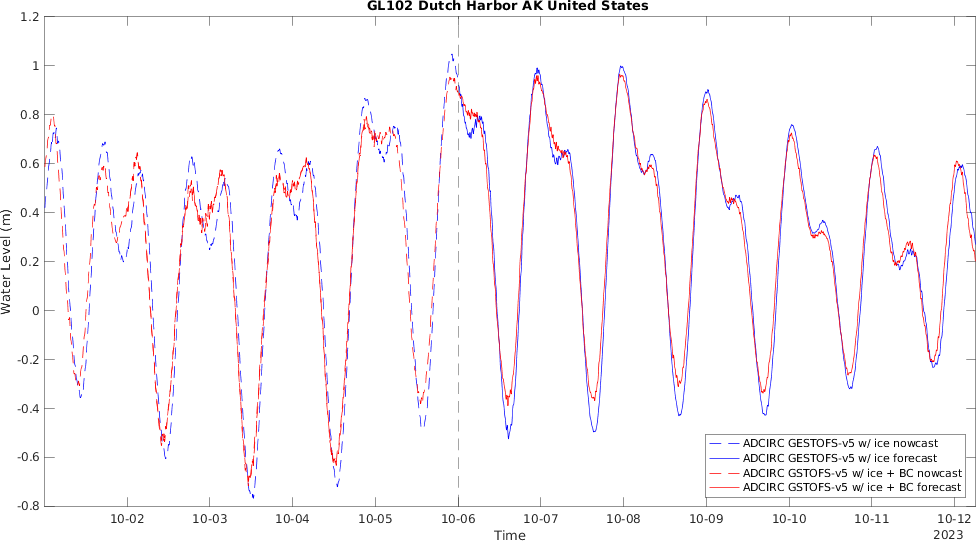 GL102 Dutch Harbor AK United States
1.2
1
0.8
0.6
0.4
0.2
0
-0.2
-0.4
-0.6
-0.8
Water Level (m)
ADCIRC GESTOFS-v5 w/ ice nowcast
ADCIRC GESTOFS-v5 w/ ice forecast
ADCIRC GSTOFS-v5 w/ ice + BC nowcast
ADCIRC GSTOFS-v5 w/ ice + BC forecast
10-02 10-03 10-04 10-05 10-06 10-07 10-08 10-09 10-10 10-11 10-12
2023
Time